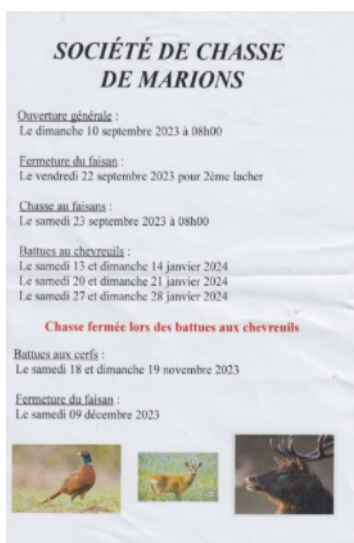 SOCIÉTÉ DE CHASSE
DE MARIONS
Ouverture générale :
Le dimanche 10 septembre 2023 à 08h00
Fermeture du faisan :
Le vendredi 22 septembre 2023 pour 2ème lacher
Chasse au faisans :
Le samedi 23 septembre 2023 à 08h00
Battues au chevreuils :
Le samedi 13 et dimanche 14 janvier 2024
Le samedi 20 et dimanche 21 janvier 2024
Le samedi 27 et dimanche 28 janvier 2024
Chasse fermée lors des battues aux chevreuils
Battues aux cerfs :
Le samedi 18 et dimanche 19 novembre 2023
Fermeture du faisan :
Le samedi 09 décembre 2023